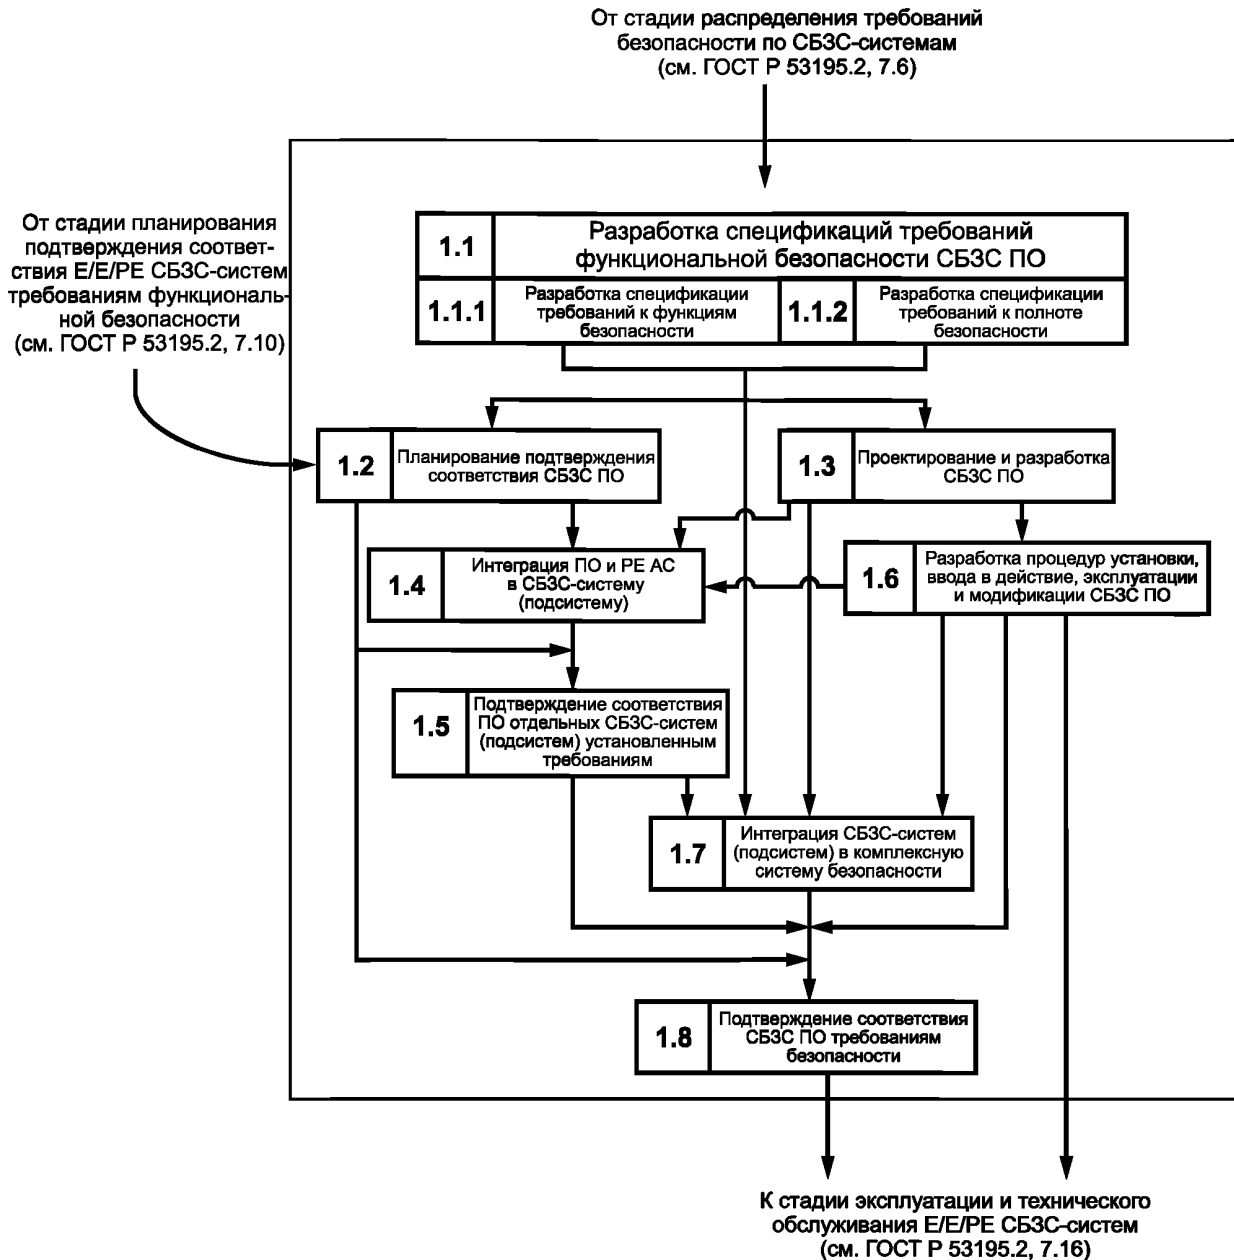 От стадии распределения требований
безопасности по СБЗС-системам
(см. ГОСТ Р 53195.2, 7.6)
От стадии планирования
подтверждения соответ-
ствия Е/Е/РЕ СБЗС-систем
требованиям функциональ-
ной безопасности
(см. ГОСТ Р 53195.2, 7.10)
1.1
Разработка спецификаций требований
функциональной безопасности СБЗС ПО
1.1.1
Разработка спецификации
требований к функциям
безопасности
1.1.2
Разработка спецификации
требований к полноте
безопасности
1.2
Планирование подтверждения
соответствия СБЗС ПО
1.3
Проектирование и разработка
СБЗС ПО
1.4
Интеграция ПО и РЕ АС
в СБЗС-систему
(подсистему)
1.6
Разработка процедур установки,
ввода в действие, эксплуатации
и модификации СБЗС ПО
1.5
Подтверждение соответствия
ПО отдельных СБЗС-систем
(подсистем) установленным
требованиям
1.7
Интеграция СБЗС-систем
(подсистем) в комплексную
систему безопасности
1.8
Подтверждение соответствия
СБЗС ПО требованиям
безопасности
К стадии эксплуатации и технического
обслуживания Е/Е/РЕ СБЗС-систем
(см. ГОСТ Р 53195.2, 7.16)